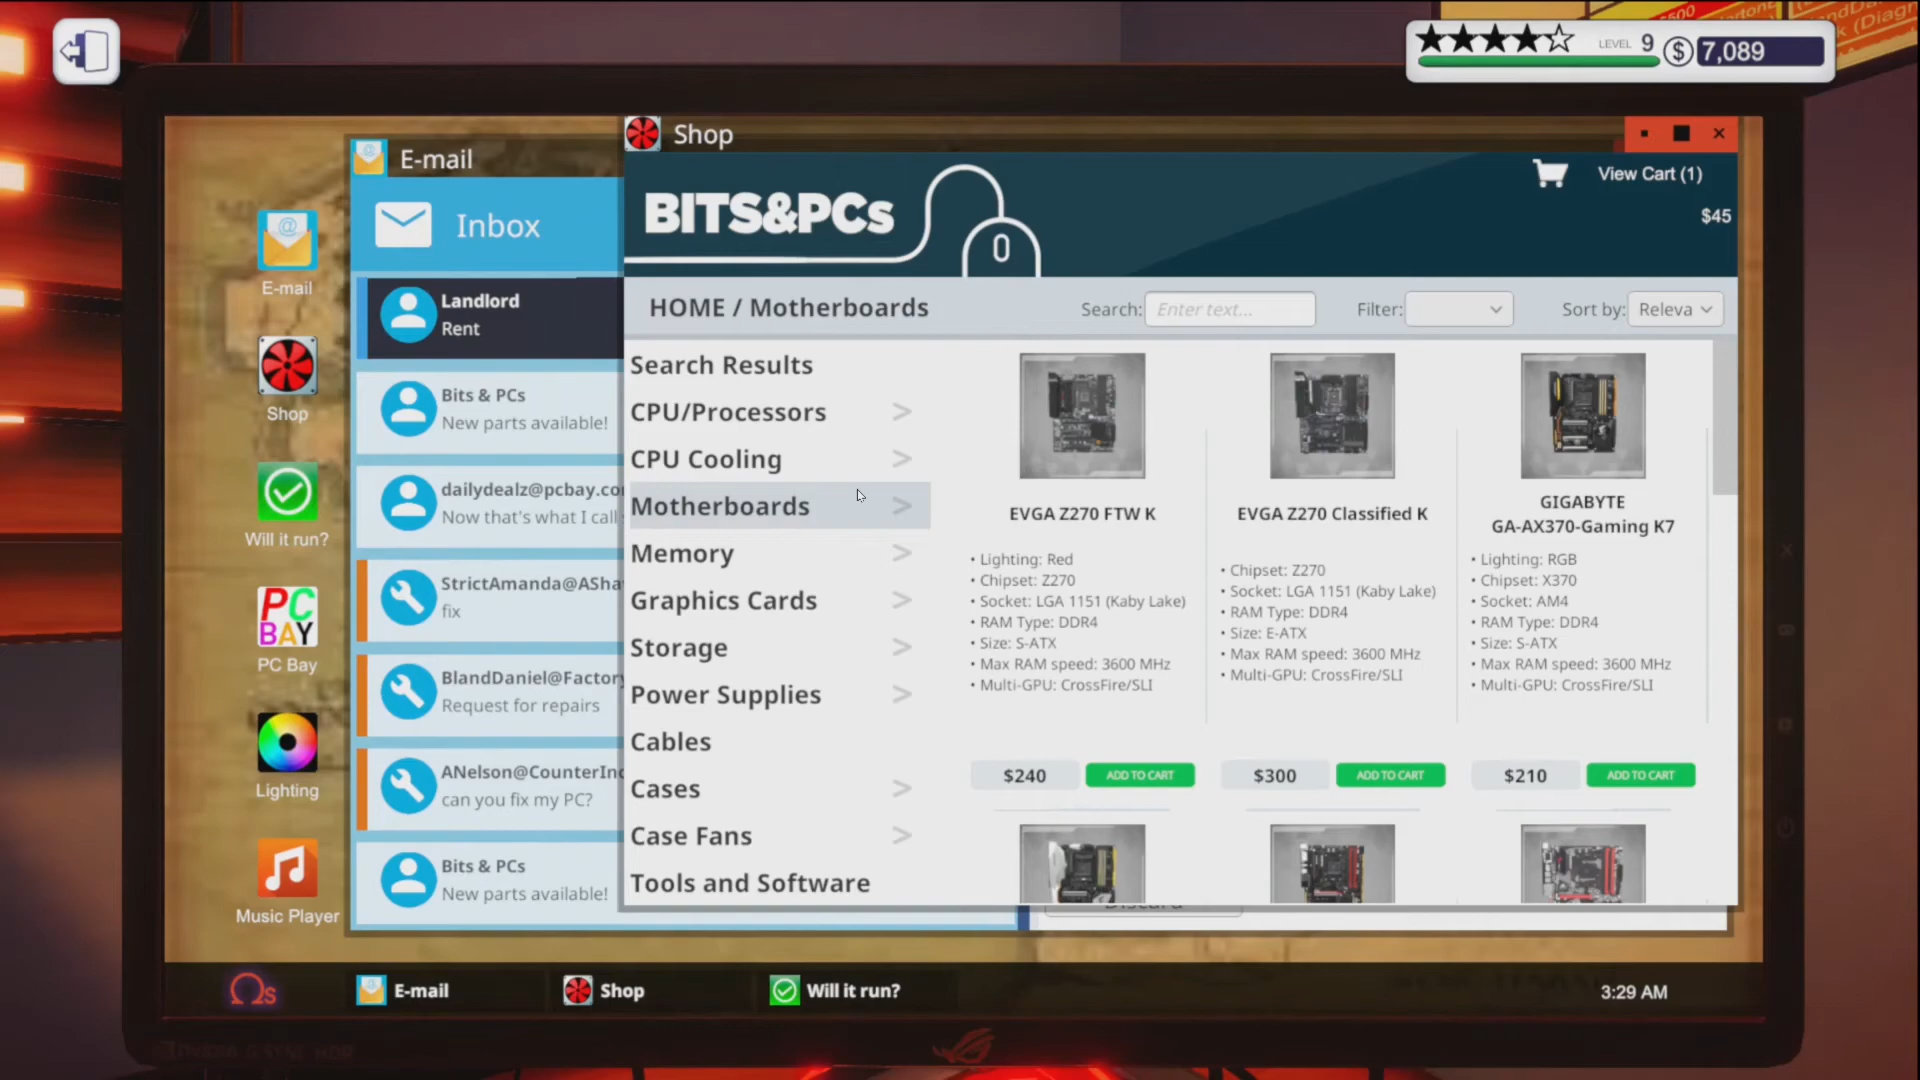 LEVEL 9
$ 7,089
Shop
E-mail
BITS&PCs
View Cart (1)
$45
Inbox
E-mail
HOME / Motherboards
Search: Enter text...
Filter:
Sort by: Releva
Landlord
Rent
Shop
Bits & PCs
New parts available!
Will it run?
dailydealz@pcbay.co
Now that's what I call
PC
BAY
PC Bay
StrictAmanda@ASha
fix
Lighting
BlandDaniel@Factory
Request for repairs
Music Player
ANelson@CounterInc
can you fix my PC?
Bits & PCs
New parts available!
Search Results
CPU/Processors
CPU Cooling
Motherboards
Memory
Graphics Cards
Storage
Power Supplies
Cables
Cases
Case Fans
Tools and Software
EVGA Z270 FTW K
• Lighting: Red
• Chipset: Z270
• Socket: LGA 1151 (Kaby Lake)
• RAM Type: DDR4
• Size: S-ATX
• Max RAM speed: 3600 MHz
• Multi-GPU: CrossFire/SLI
$240
ADD TO CART
EVGA Z270 Classified K
• Chipset: Z270
• Socket: LGA 1151 (Kaby Lake)
• RAM Type: DDR4
• Size: E-ATX
• Max RAM speed: 3600 MHz
• Multi-GPU: CrossFire/SLI
$300
ADD TO CART
GIGABYTE
GA-AX370-Gaming K7
• Lighting: RGB
• Chipset: X370
• Socket: AM4
• RAM Type: DDR4
• Size: S-ATX
• Max RAM speed: 3600 MHz
• Multi-GPU: CrossFire/SLI
$210
ADD TO CART
Discard
Ωs
E-mail
Shop
Will it run?
3:29 AM